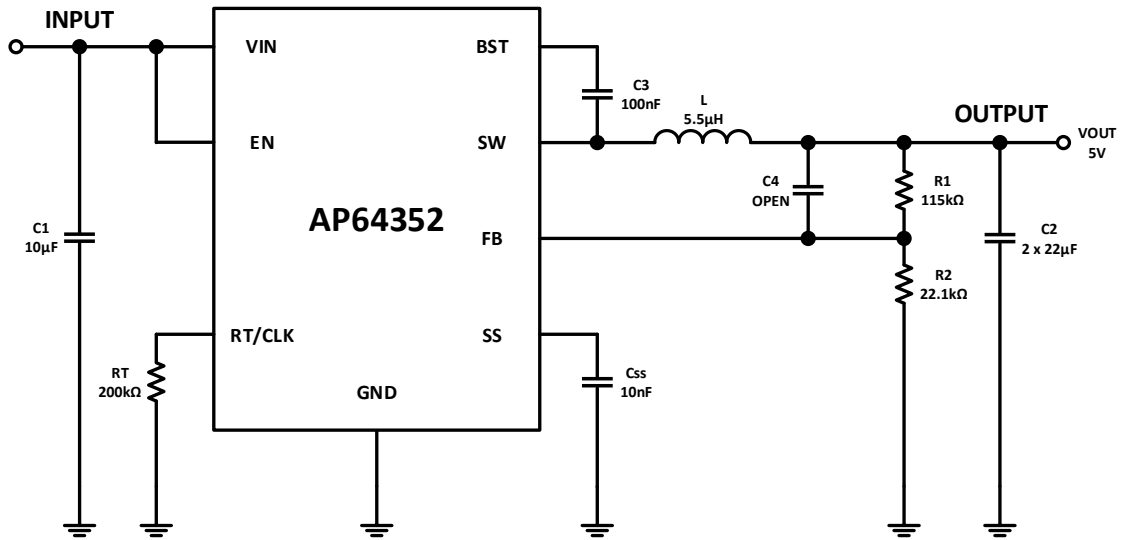 INPUT
VIN
BST
C3
100nF
L
5.5µH
OUTPUT
VOUT
5V
EN
SW
C4
OPEN
R1
115kΩ
AP64352
C1
10µF
FB
C2
2 x 22µF
R2
22.1kΩ
RT/CLK
SS
RT
200kΩ
Css
10nF
GND